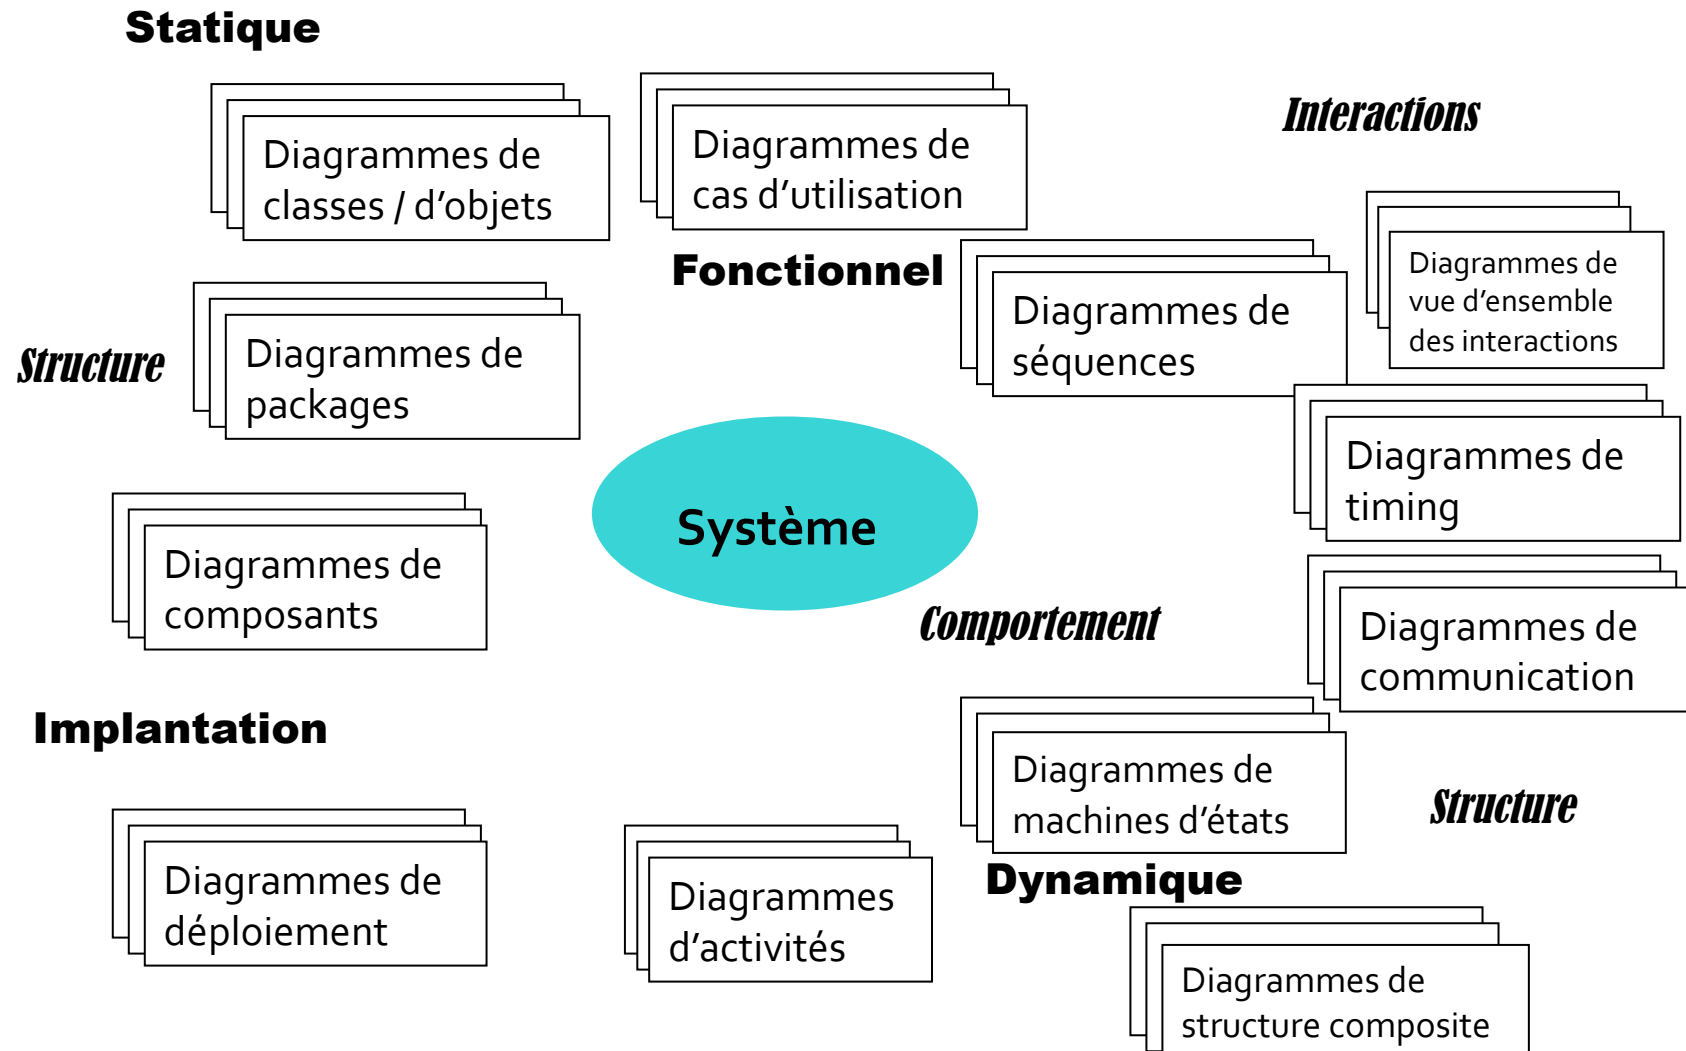 Statique
Diagrammes de
classes / d’objets
Diagrammes de
cas d’utilisation
Interactions
Diagrammes de
vue d’ensemble
des interactions
Fonctionnel
Diagrammes de
séquences
Structure
Diagrammes de
packages
Diagrammes de
timing
Système
Diagrammes de
composants
Comportement
Diagrammes de
communication
Implantation
Diagrammes de
machines d’états
Structure
Diagrammes de
déploiement
Diagrammes
d’activités
Dynamique
Diagrammes de
structure composite